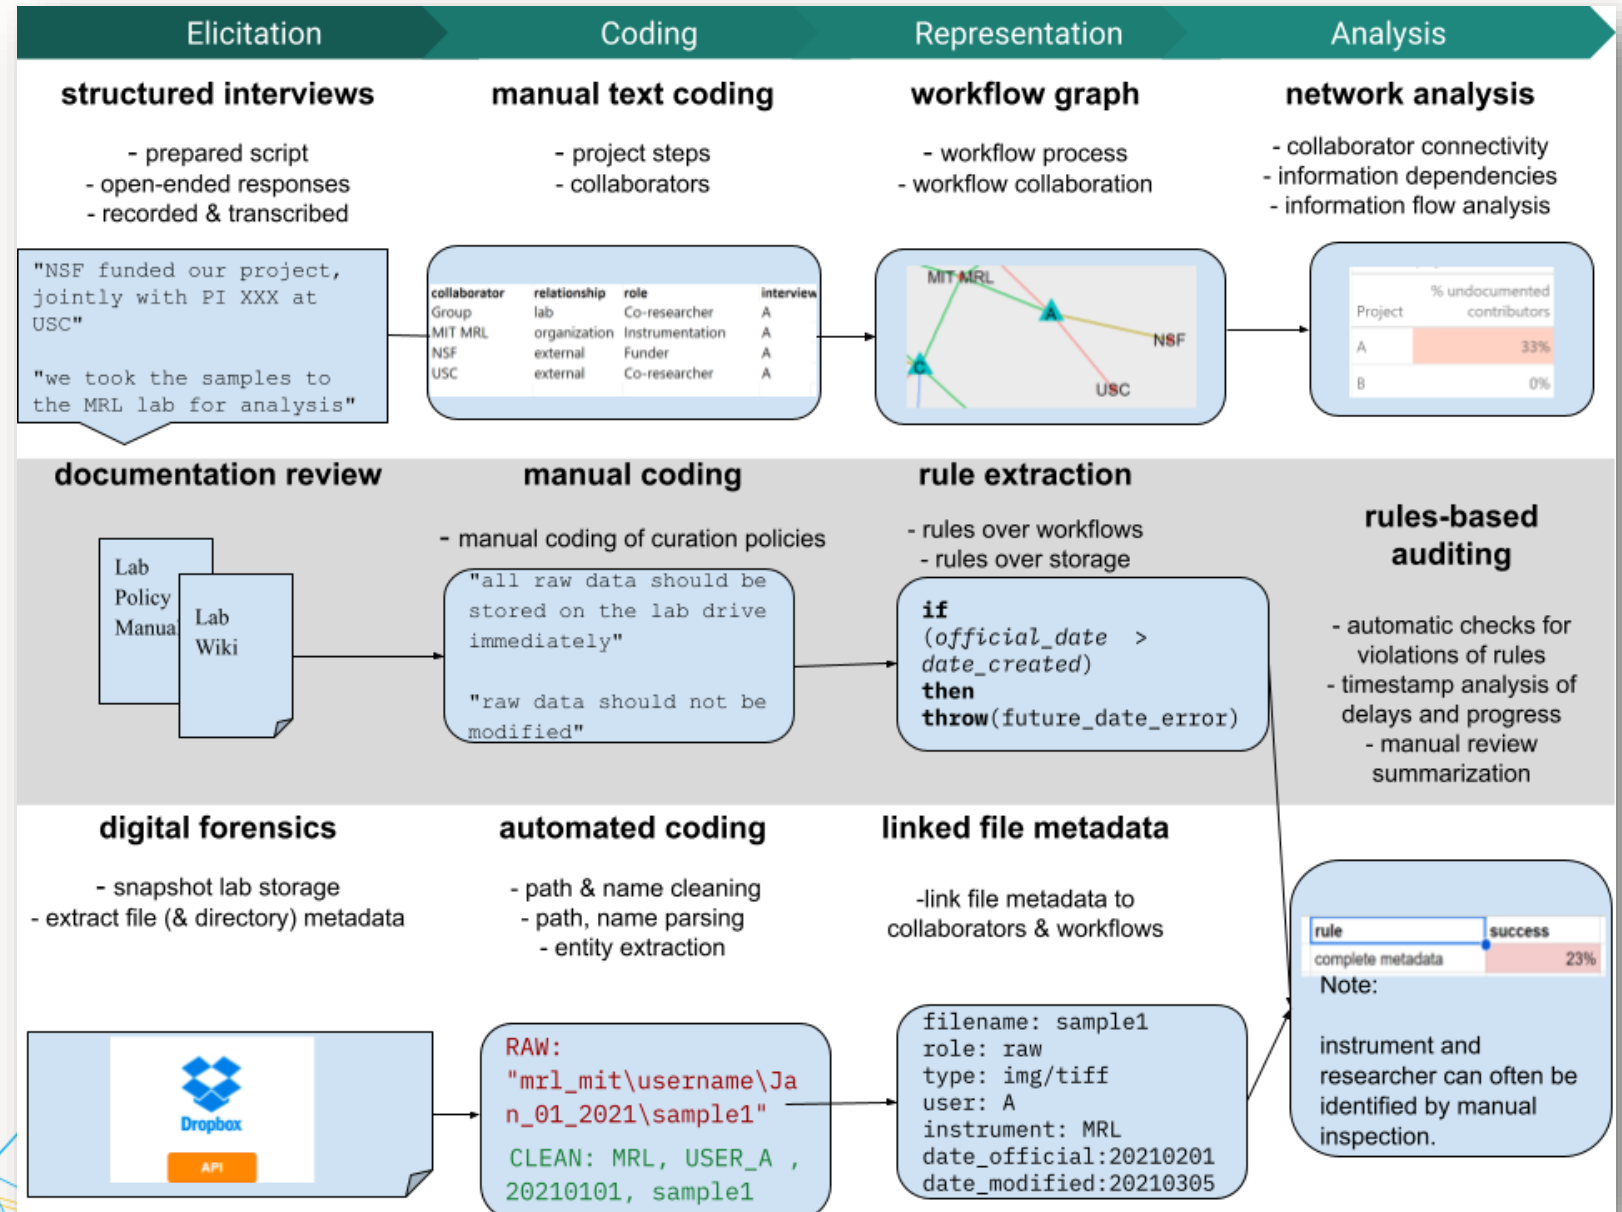 Elicitation
Coding
Representation
Analysis
structured interviews
- prepared script
- open-ended responses
- recorded & transcribed
"NSF funded our project,
jointly with PI XXX at
USC"
"we took the samples to
the MRL lab for analysis"
manual text coding
- project steps
- collaborators
collaborator relationship role interview
Group lab Co-researcher A
MIT MRL organization Instrumentation A
NSF external Funder A
USC external Co-researcher A
workflow graph
- workflow process
- workflow collaboration
MIT MRL
A
NSF
C
USC
network analysis
- collaborator connectivity
- information dependencies
- information flow analysis
% undocumented
Project contributors
A 33%
B 0%
documentation review
Lab
Policy
Manual
Lab
Wiki
manual coding
- manual coding of curation policies
"all raw data should be
stored on the lab drive
immediately"
"raw data should not be
modified"
rule extraction
- rules over workflows
- rules over storage
if
(official_date >
date_created)
then
throw(future_date_error)
rules-based
auditing
- automatic checks for
violations of rules
- timestamp analysis of
delays and progress
- manual review
summarization
digital forensics
- snapshot lab storage
- extract file (& directory) metadata
Dropbox
API
automated coding
- path & name cleaning
- path, name parsing
- entity extraction
RAW:
"mrl_mit\username\Ja
n_01_2021\sample1"
CLEAN: MRL, USER_A ,
20210101, sample1
linked file metadata
-link file metadata to
collaborators & workflows
filename: sample1
role: raw
type: img/tiff
user: A
instrument: MRL
date_official:20210201
date_modified:20210305
rule success
complete metadata 23%
Note:
instrument and
researcher can often be
identified by manual
inspection.